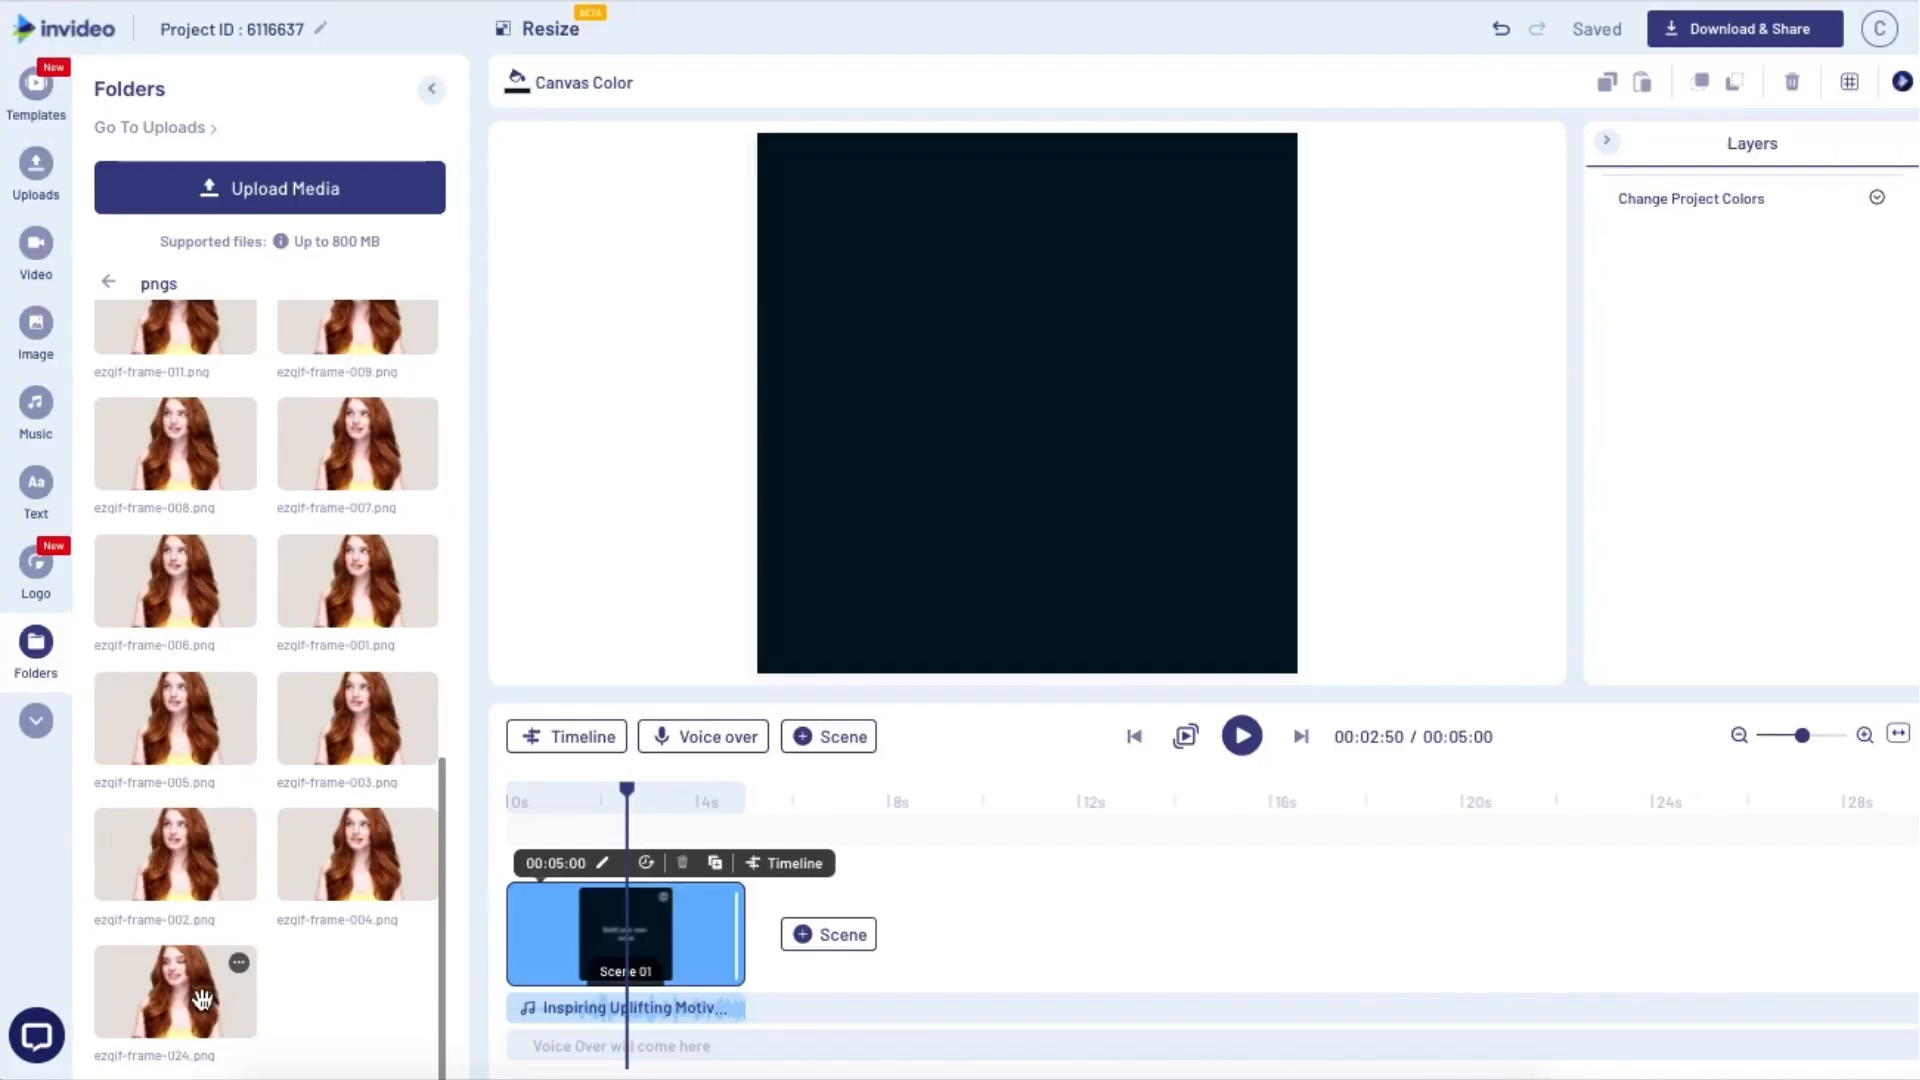 invideo
Project ID : 6116637
Resize
BETA
Saved
Download & Share
C
New
Templates
Uploads
Video
Image
Music
Aa
Text
New
Logo
Folders
Folders
Go To Uploads >
Upload Media
Supported files: Up to 800 MB
pngs
ezgif-frame-011.png
ezgif-frame-009.png
ezgif-frame-008.png
ezgif-frame-007.png
ezgif-frame-006.png
ezgif-frame-001.png
ezgif-frame-005.png
ezgif-frame-003.png
ezgif-frame-002.png
ezgif-frame-004.png
ezgif-frame-024.png
Canvas Color
Layers
Change Project Colors
Timeline
Voice over
Scene
00:02:50 / 00:05:00
0s
4s
8s
12s
16s
20s
24s
28s
00:05:00
Timeline
Scene 01
Scene
Inspiring Uplifting Motiv...
Voice Over will come here